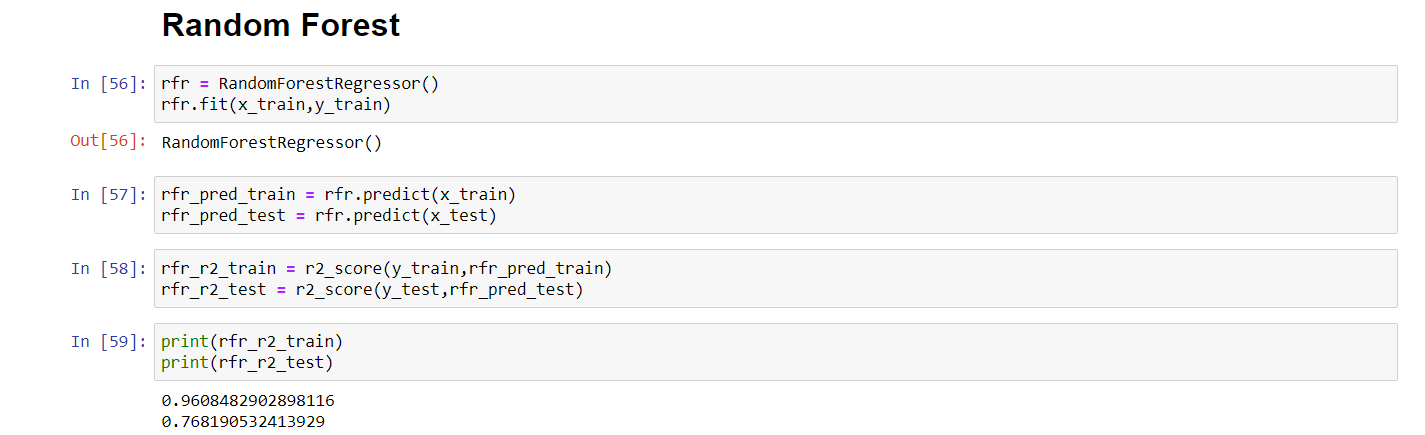 Random Forest
In [56]: rfr = RandomForestRegressor()
rfr.fit(x_train,y_train)
Out[56]: RandomForestRegressor()
In [57]: rfr_pred_train = rfr.predict(x_train)
rfr_pred_test = rfr.predict(x_test)
In [58]: rfr_r2_train = r2_score(y_train,rfr_pred_train)
rfr_r2_test = r2_score(y_test,rfr_pred_test)
In [59]: print(rfr_r2_train)
print(rfr_r2_test)
0.9608482902898116
0.768190532413929